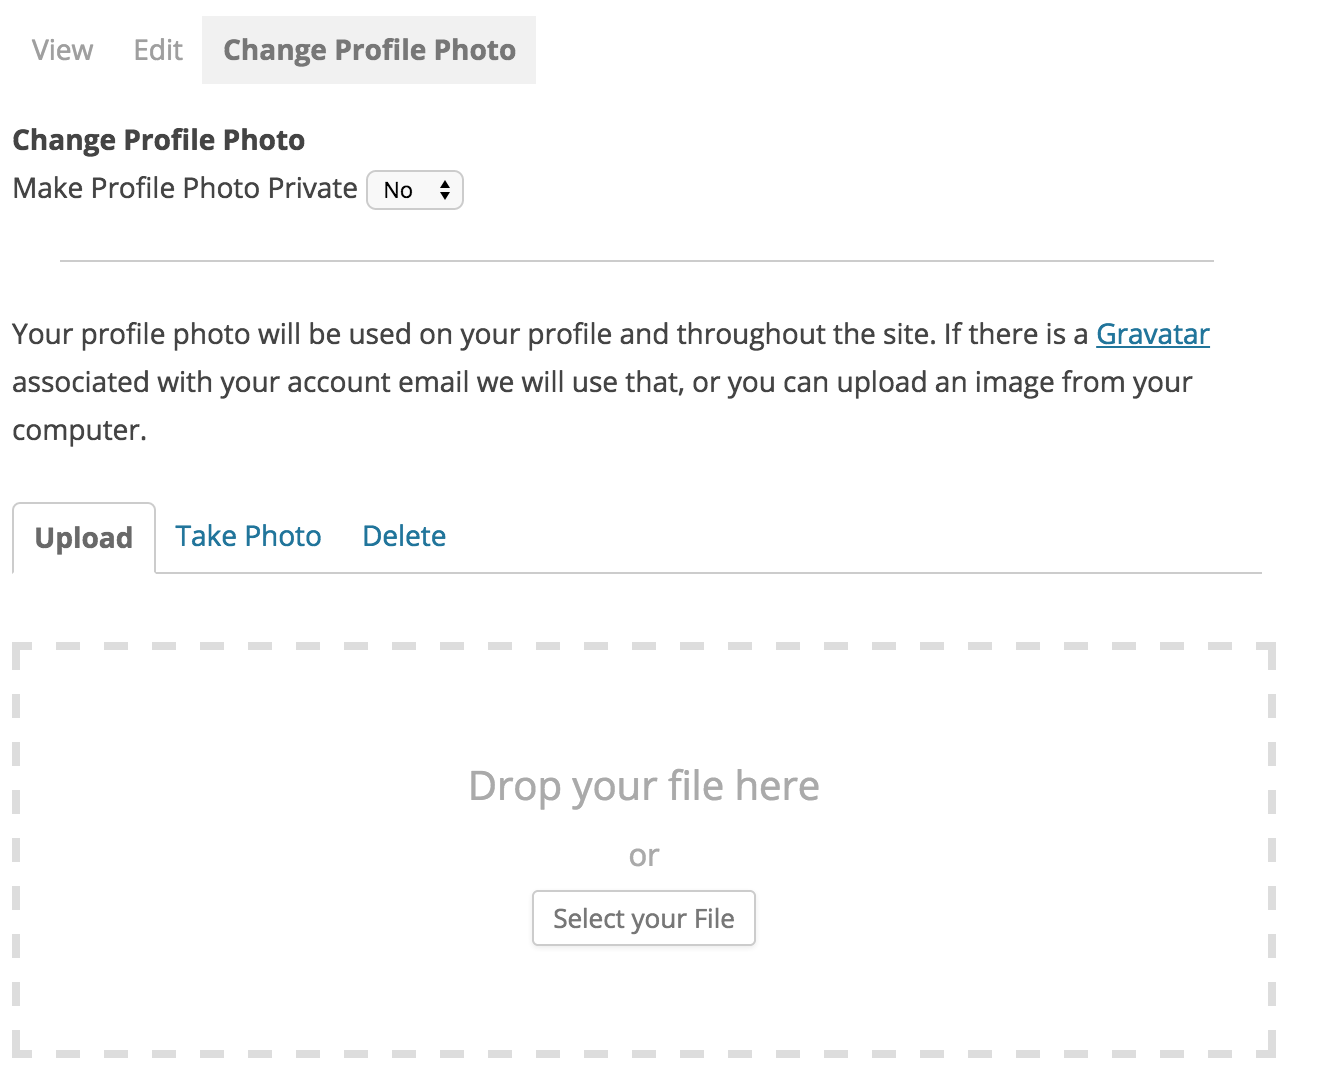 View Edit Change Profile Photo
Change Profile Photo
Make Profile Photo Private No
Your profile photo will be used on your profile and throughout the site. If there is a Gravatar
associated with your account email we will use that, or you can upload an image from your
computer.
Upload Take Photo Delete
Drop your file here
or
Select your File